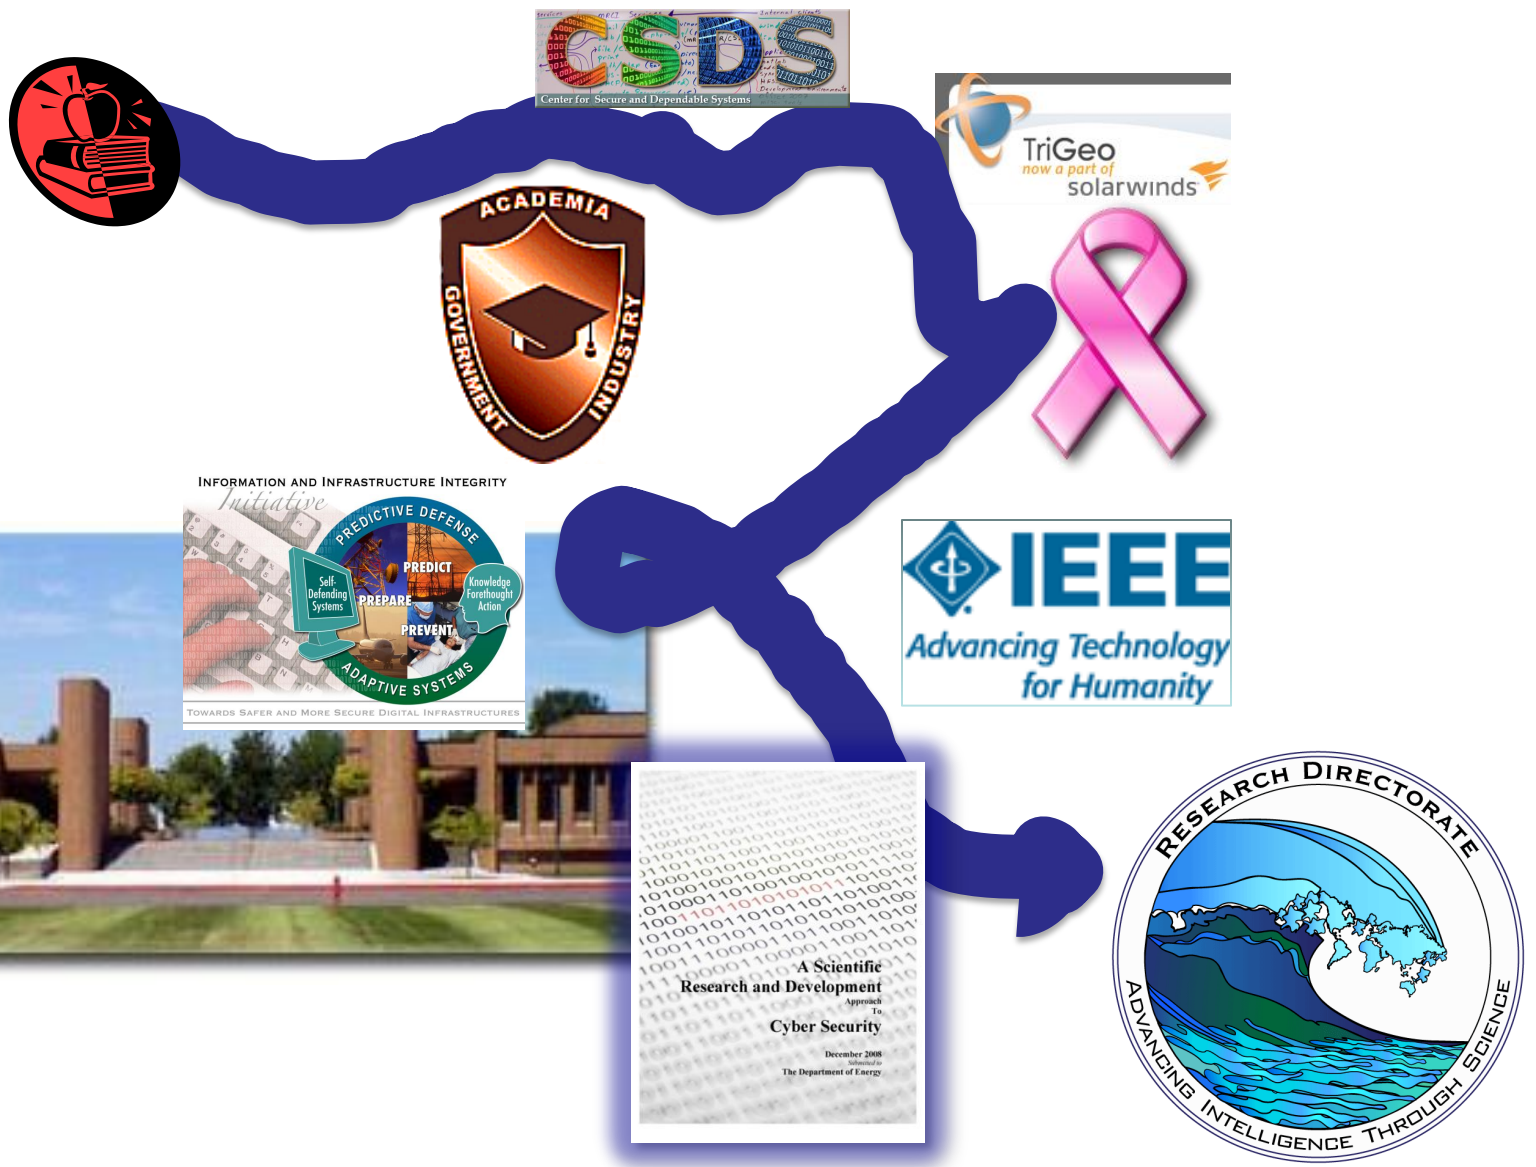 CSDS
Center for Secure and Dependable Systems
TriGeo
now a part of
solarwinds
ACADEMIA
GOVERNMENT
INDUSTRY
INFORMATION AND INFRASTRUCTURE INTEGRITY
Initiative
PREDICTIVE DEFENSE
PREDICT
Self-
Defending
Systems
Knowledge
Forethought
Action
PREPARE
PREVENT
ADAPTIVE SYSTEMS
TOWARDS SAFER AND MORE SECURE DIGITAL INFRASTRUCTURES
IEEE
Advancing Technology
for Humanity
A Scientific
Research and Development
Approach
To
Cyber Security
December 2008
Submitted to
The Department of Energy
RESEARCH DIRECTORATE
ADVANCING INTELLIGENCE THROUGH SCIENCE